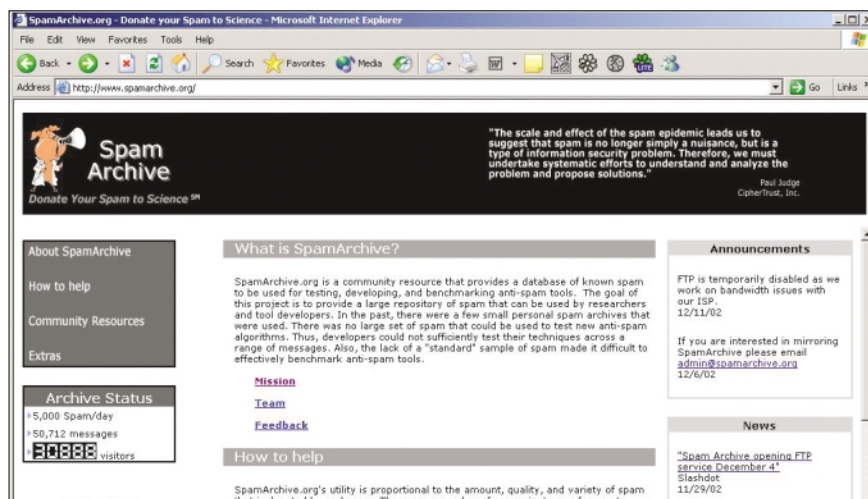 SpamArchive.org - Donate your Spam to Science - Microsoft Internet Explorer
File Edit View Favorites Tools Help
Back Search Favorites Media
Address http://www.spamarchive.org/ Go Links
Spam
Archive
Donate Your Spam to Science SM
"The scale and effect of the spam epidemic leads us to
suggest that spam is no longer simply a nuisance, but is a
type of information security problem. Therefore, we must
undertake systematic efforts to understand and analyze the
problem and propose solutions."
Paul Judge
CipherTrust, Inc.
About SpamArchive
How to help
Community Resources
Extras
Archive Status
5,000 Spam/day
50,712 messages
visitors
What is SpamArchive?
SpamArchive.org is a community resource that provides a database of known spam
to be used for testing, developing, and benchmarking anti-spam tools. The goal of
this project is to provide a large repository of spam that can be used by researchers
and tool developers. In the past, there were a few small personal spam archives that
were used. There was no large set of spam that could be used to test new anti-spam
algorithms. Thus, developers could not sufficiently test their techniques across a
range of messages. Also, the lack of a "standard" sample of spam made it difficult to
effectively benchmark anti-spam tools.
Mission
Team
Feedback
How to help
SpamArchive.org's utility is proportional to the amount, quality, and variety of spam
Announcements
FTP is temporarily disabled as we
work on bandwidth issues with
our ISP.
12/11/02
If you are interested in mirroring
SpamArchive please email
admin@spamarchive.org
12/6/02
News
"Spam Archive opening FTP
service December 4"
Slashdot
11/29/02